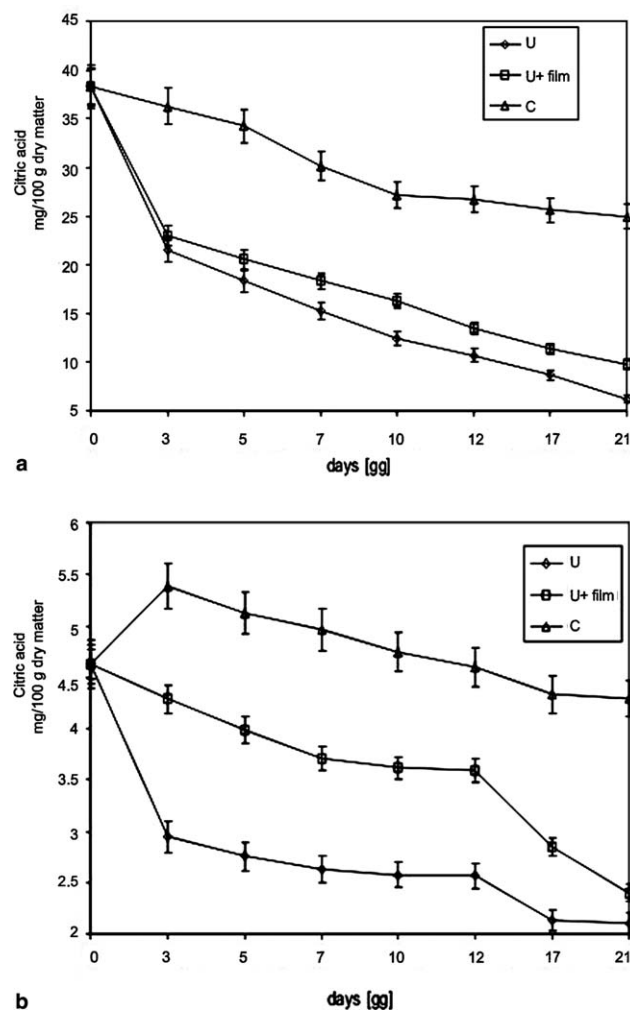 45
40
35
30
25
20
15
10
5
Citric acid
mg/100 g dry matter
U
U+ film
C
0 3 5 7 10 12 17 21
days [gg]
a
6
5.5
5
4.5
4
3.5
3
2.5
2
Citric acid
mg/100 g dry matter
U
U+ film
C
0 3 5 7 10 12 17 21
days [gg]
b